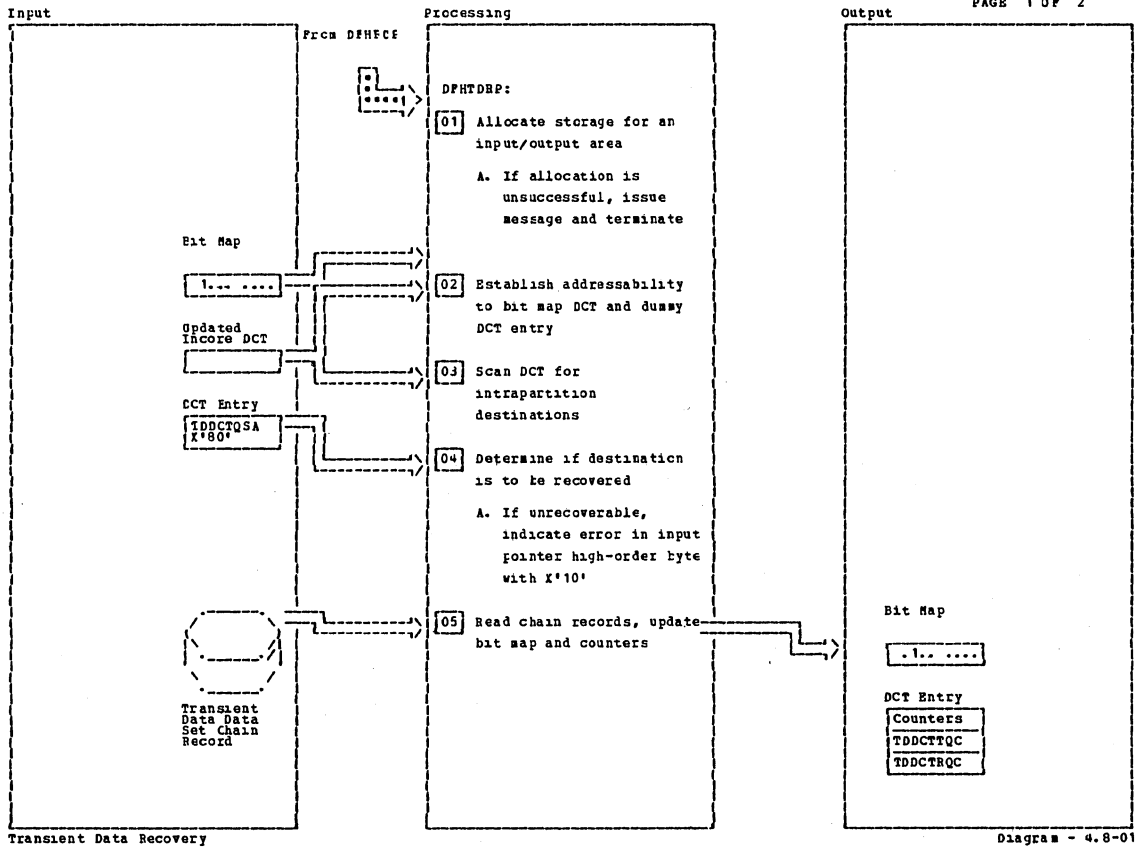 PAGE 1 OF 2
Input
Processing
Output
From DFHFCE
DFHTDRP:
01 Allocate storage for an
input/output area
A. If allocation is
unsuccessful, issue
message and terminate
Bit Map
1... ....
02 Establish addressability
to bit map DCT and dummy
DCT entry
Updated
Incore DCT
03 Scan DCT for
intrapartition
destinations
DCT Entry
TDDCTQSA
X'80'
04 Determine if destination
is to be recovered
A. If unrecoverable,
indicate error in input
pointer high-order byte
with X'10'
05 Read chain records, update
bit map and counters
Transient
Data Data
Set Chain
Record
Bit Map
.1.. ....
DCT Entry
Counters
TDDCTTQC
TDDCTRQC
Transient Data Recovery
Diagram - 4.8-01